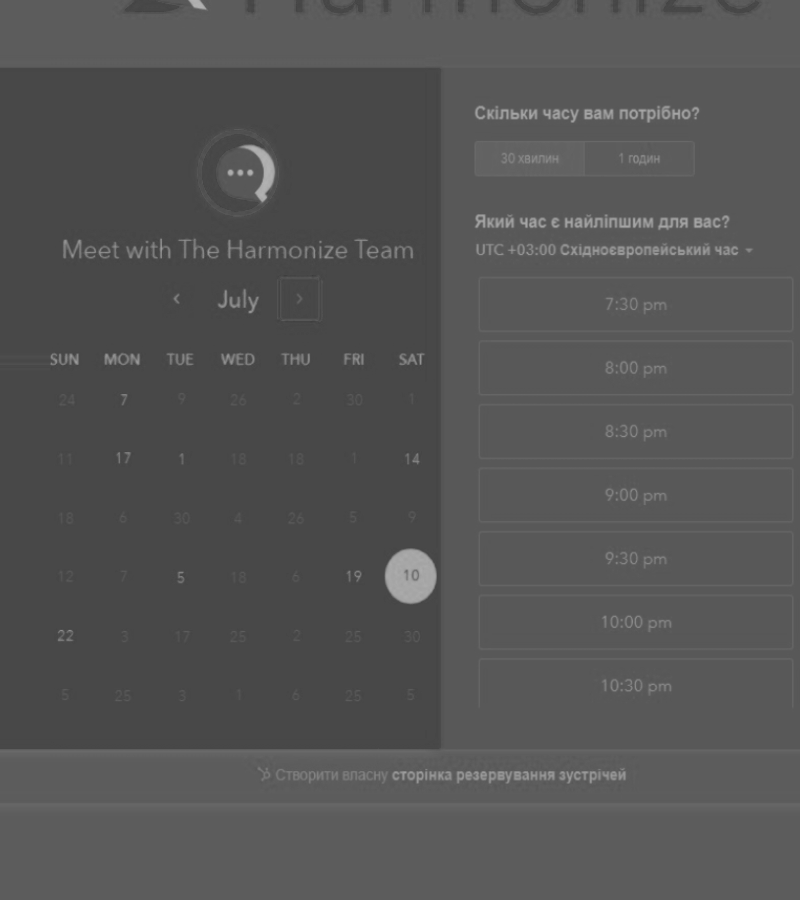 Harmonize
Meet with The Harmonize Team
July
SUN MON TUE WED THU FRI SAT
24 7 9 26 2 30 1
11 17 1 18 18 1 14
18 6 30 4 26 5 9
12 7 5 18 6 19 10
22 3 17 25 2 25 30
5 25 3 1 6 25 5
Скільки часу вам потрібно?
30 хвилин 1 годин
Який час є найліпшим для вас?
UTC +03:00 Східноєвропейський час
7:30 pm
8:00 pm
8:30 pm
9:00 pm
9:30 pm
10:00 pm
10:30 pm
Створити власну сторінка резервування зустрічей